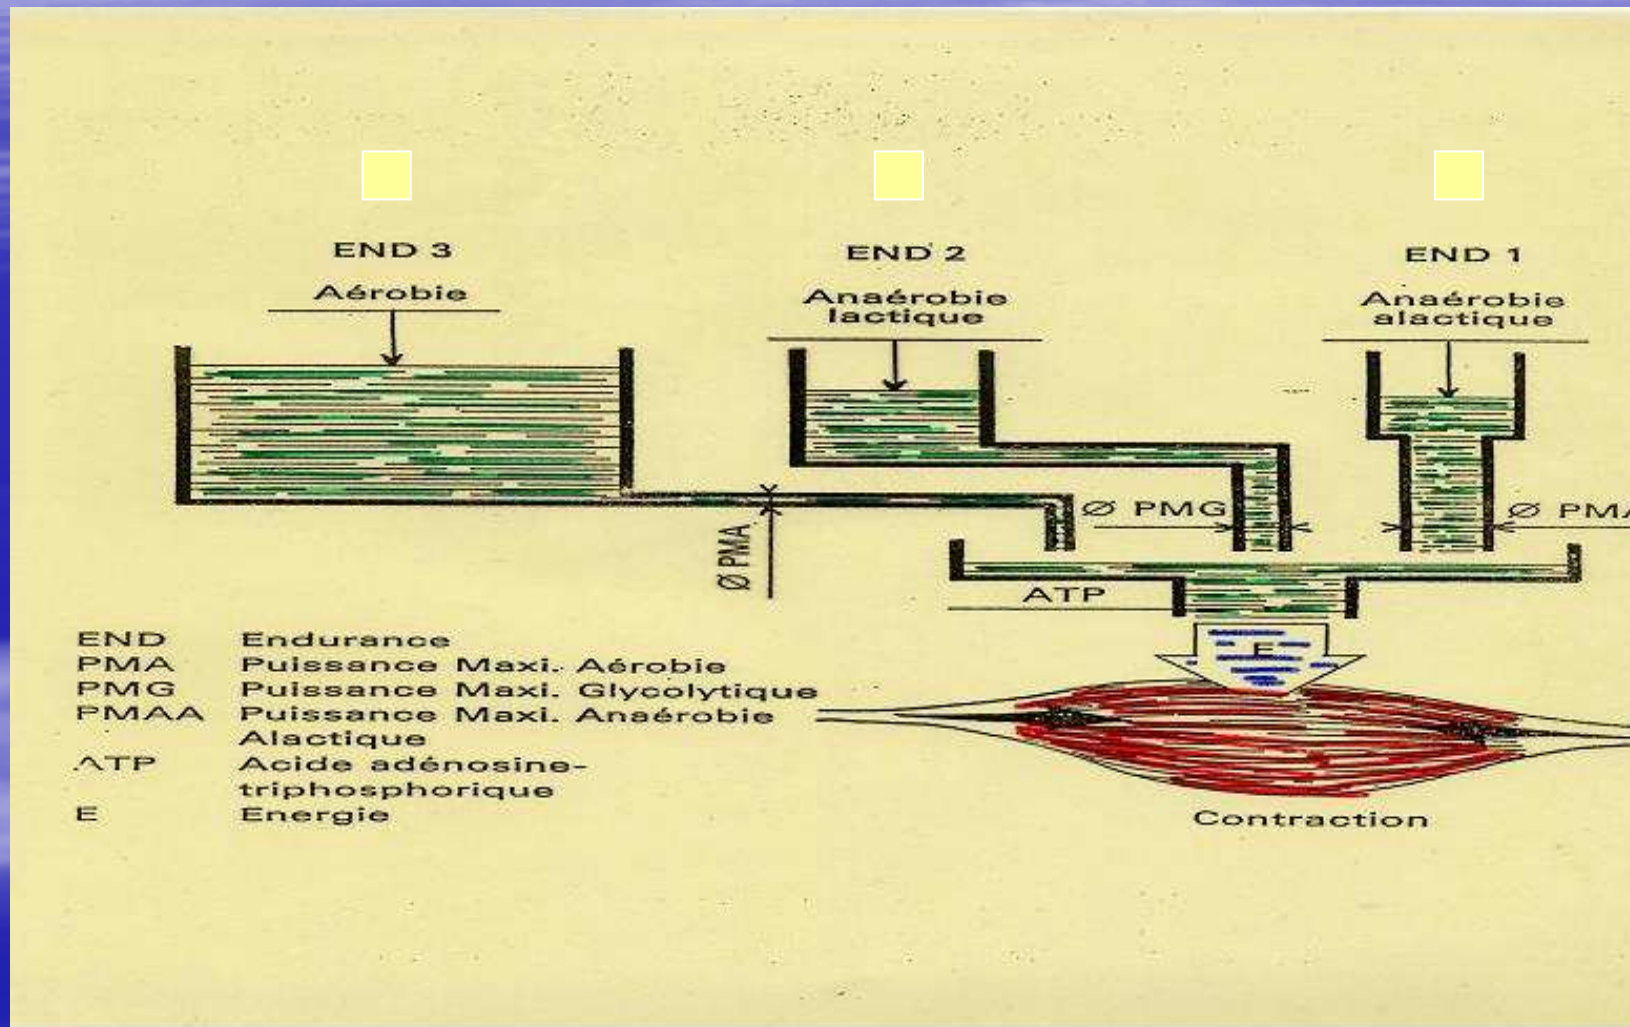 END 3
Aérobie
END 2
Anaérobie
lactique
END 1
Anaérobie
alactique
Ø PMA
Ø PMG
Ø PMA
ATP
E
END Endurance
PMA Puissance Maxi. Aérobie
PMG Puissance Maxi. Glycolytique
PMAA Puissance Maxi. Anaérobie
Alactique
ATP Acide adénosine-
triphosphorique
E Energie
Contraction